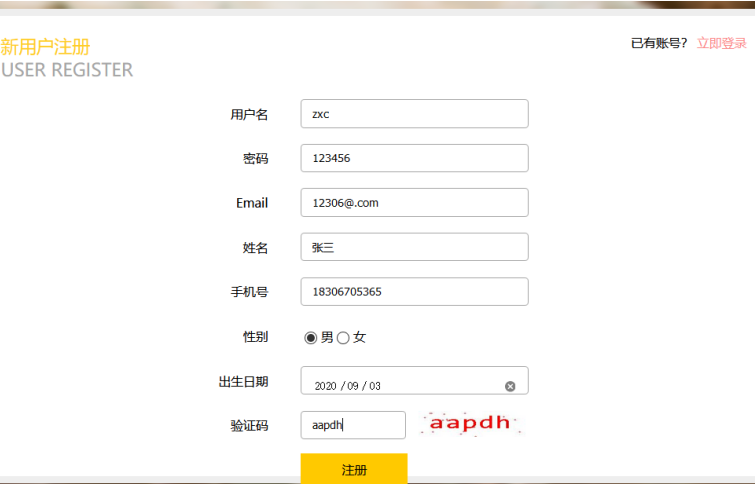 新用户注册
已有账号? 立即登录
USER REGISTER
用户名 zxc
密码 123456
Email 12306@.com
姓名 张三
手机号 18306705365
性别 男 女
出生日期 2020 / 09 / 03
验证码 aapdh aapdh
注册